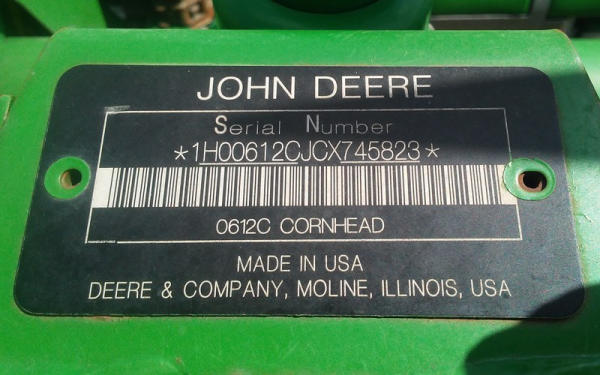 JOHN DEERE
Serial Number
*1H00612CJCX745823*
0612C CORNHEAD
MADE IN USA
DEERE & COMPANY, MOLINE, ILLINOIS, USA